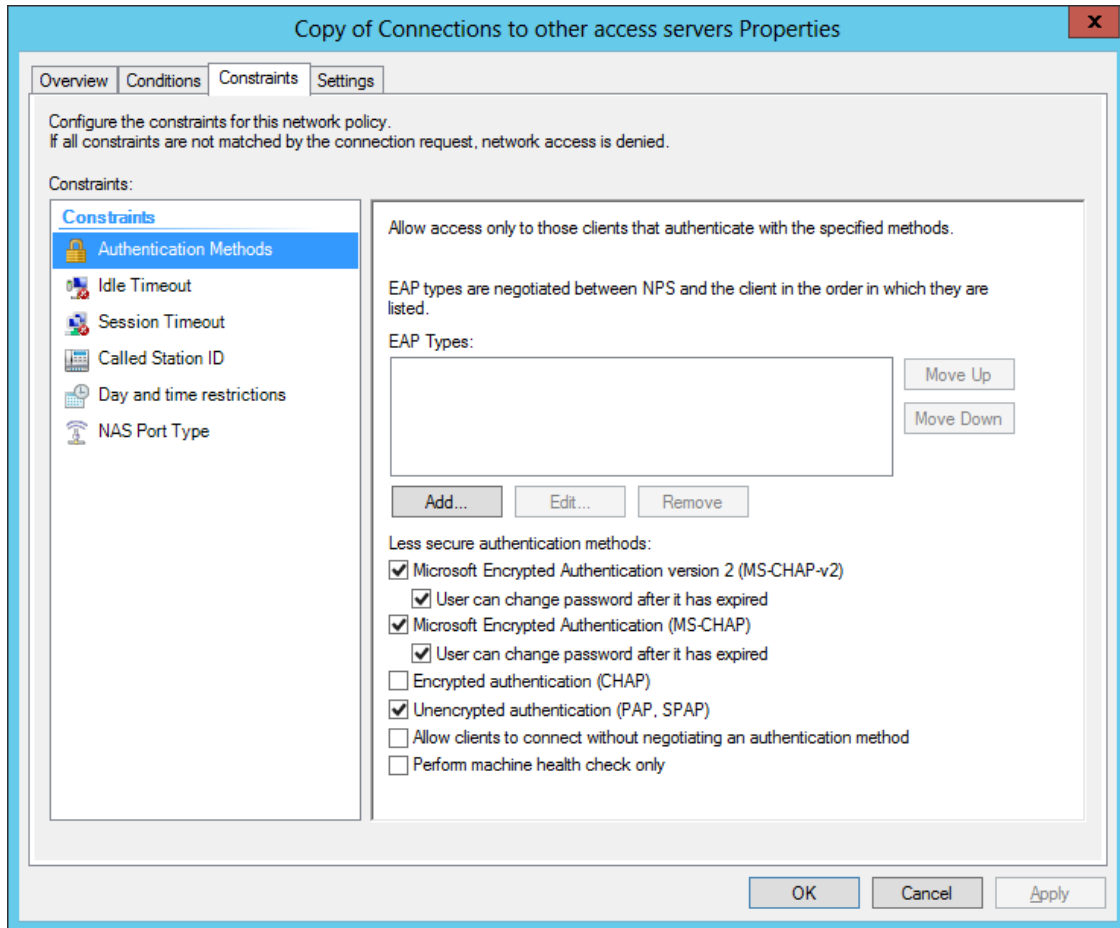 Copy of Connections to other access servers Properties
x
Overview
Conditions
Constraints
Settings
Configure the constraints for this network policy.
If all constraints are not matched by the connection request, network access is denied.
Constraints:
Constraints
Authentication Methods
Idle Timeout
Session Timeout
Called Station ID
Day and time restrictions
NAS Port Type
Allow access only to those clients that authenticate with the specified methods.
EAP types are negotiated between NPS and the client in the order in which they are
listed.
EAP Types:
Move Up
Move Down
Add...
Edit...
Remove
Less secure authentication methods:
Microsoft Encrypted Authentication version 2 (MS-CHAP-v2)
User can change password after it has expired
Microsoft Encrypted Authentication (MS-CHAP)
User can change password after it has expired
Encrypted authentication (CHAP)
Unencrypted authentication (PAP, SPAP)
Allow clients to connect without negotiating an authentication method
Perform machine health check only
OK
Cancel
Apply